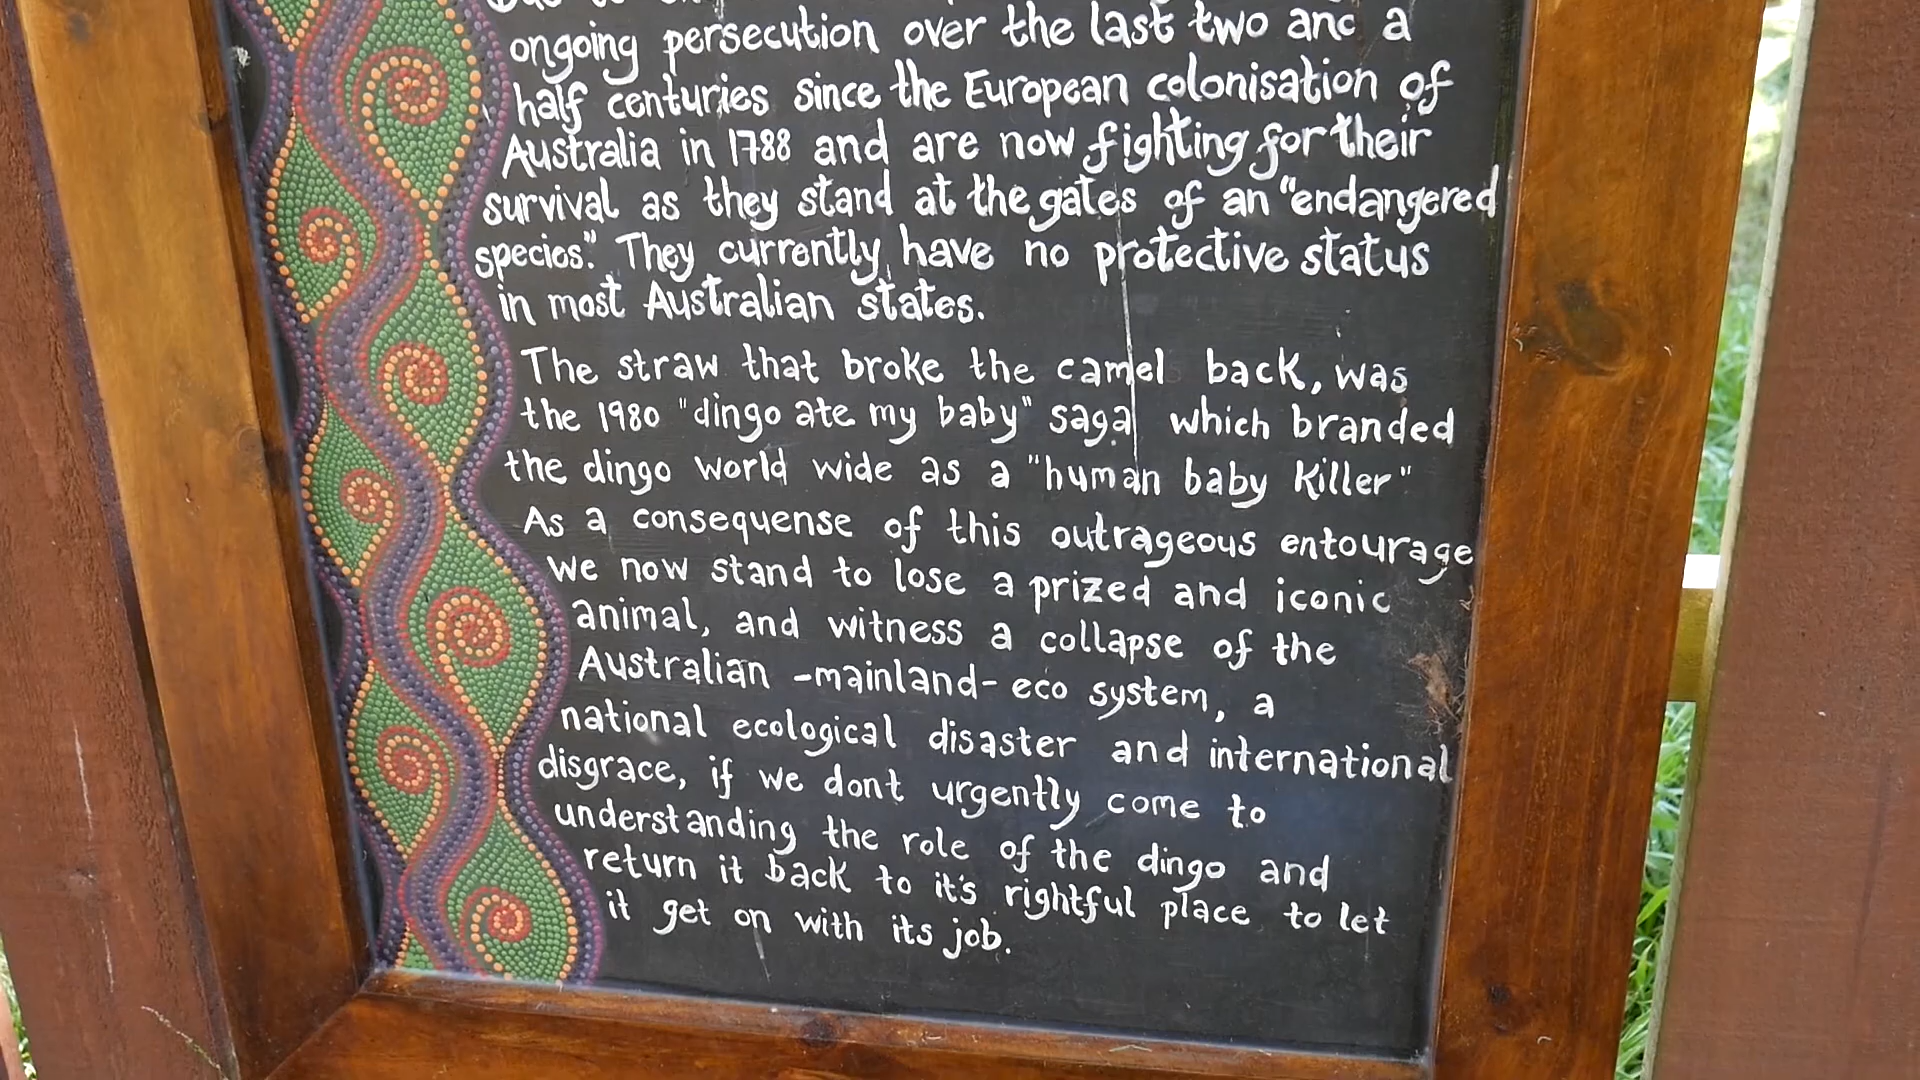 ongoing persecution over the last two and a
half centuries since the European colonisation of
Australia in 1788 and are now fighting for their
survival as they stand at the gates of an "endangered
species". They currently have no protective status
in most Australian states.
The straw that broke the camel back, was
the 1980 "dingo ate my baby" saga which branded
the dingo world wide as a "human baby killer"
As a consequense of this outrageous entourage
we now stand to lose a prized and iconic
animal, and witness a collapse of the
Australian -mainland- eco system, a
national ecological disaster and international
disgrace, if we dont urgently come to
understanding the role of the dingo and
return it back to it's rightful place to let
it get on with its job.